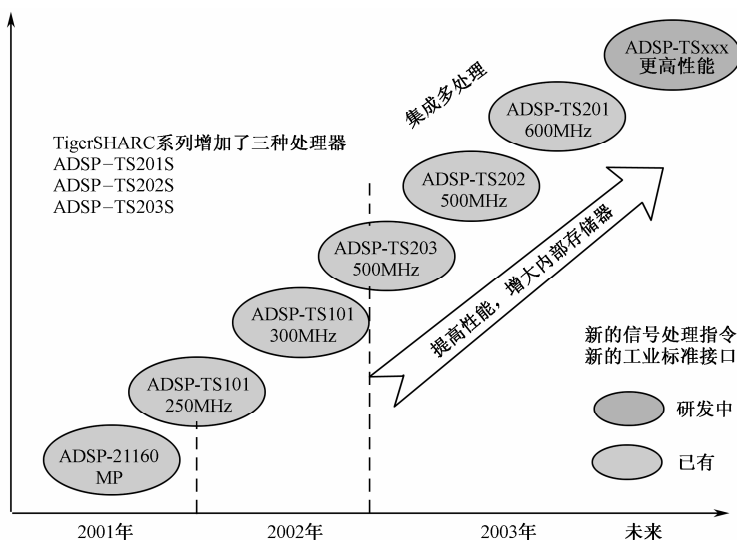 ADSP-TSxxx
更高性能
集成多处理
ADSP-TS201
600MHz
TigerSHARC系列增加了三种处理器
ADSP-TS201S
ADSP-TS202S
ADSP-TS203S
ADSP-TS202
500MHz
ADSP-TS203
500MHz
提高性能，增大内部存储器
ADSP-TS101
300MHz
新的信号处理指令
新的工业标准接口
ADSP-TS101
250MHz
研发中
ADSP-21160
MP
已有
2001年
2002年
2003年
未来